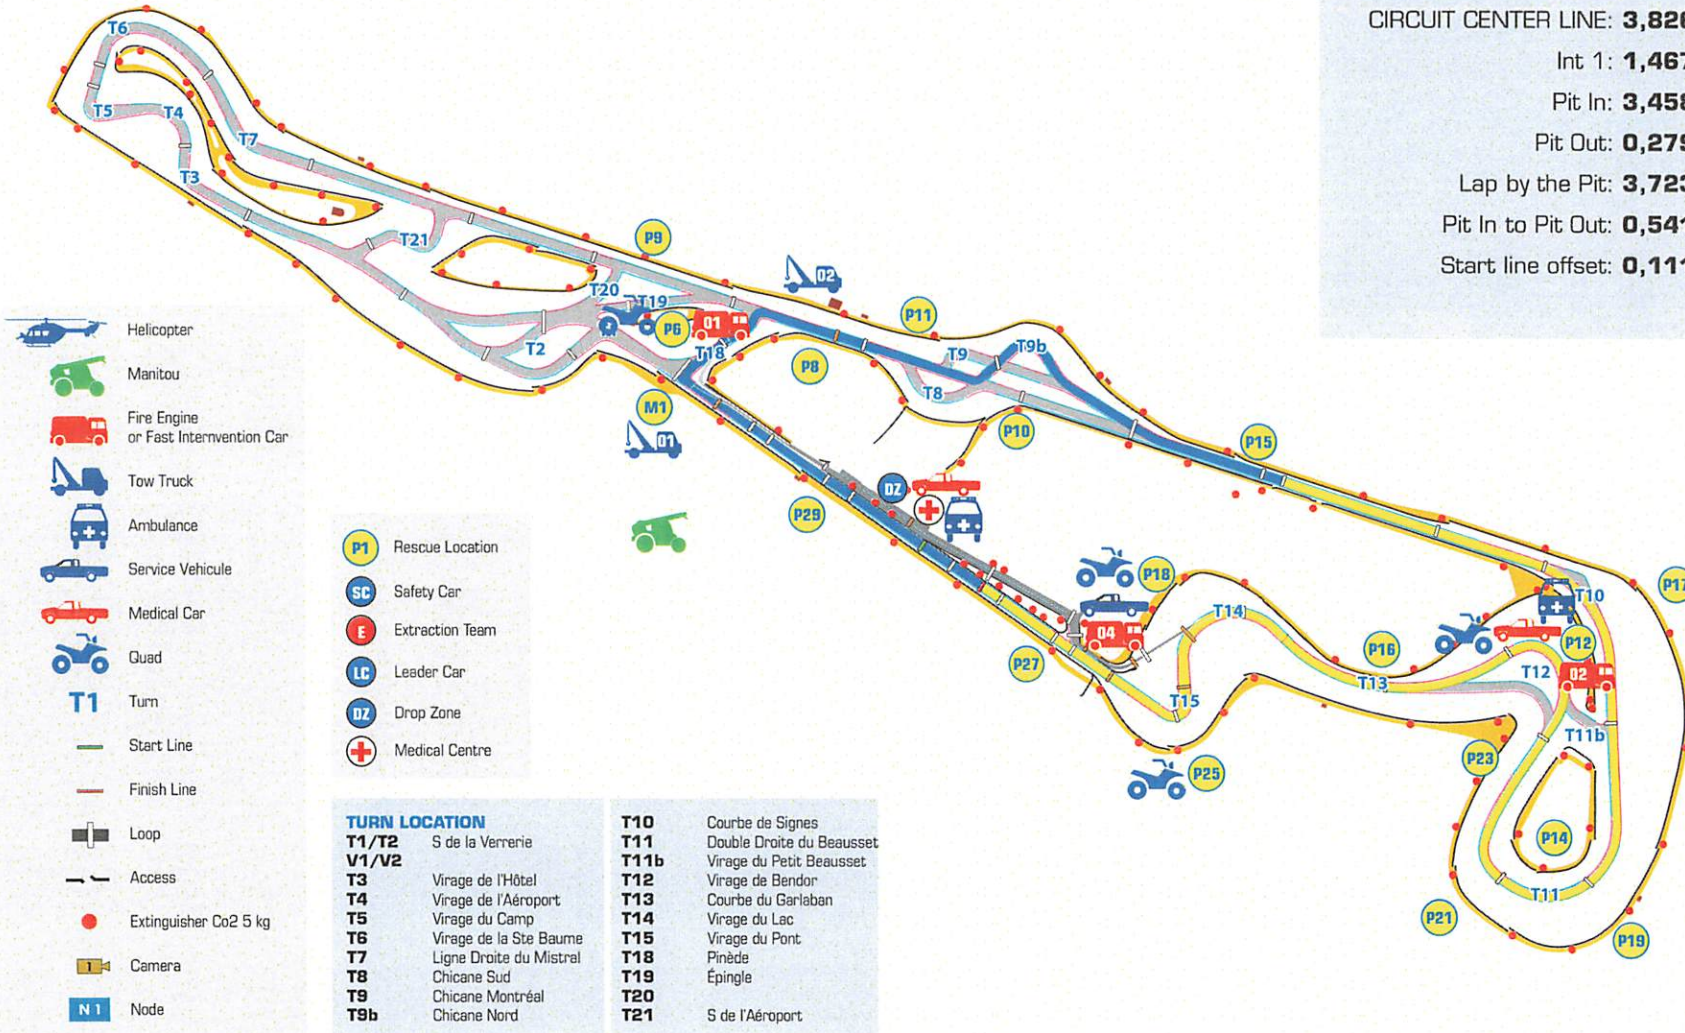 CIRCUIT CENTER LINE: 3,826
Int 1: 1,467
Pit In: 3,458
Pit Out: 0,279
Lap by the Pit: 3,723
Pit In to Pit Out: 0,541
Start line offset: 0,111
T6
T5
T4
T7
T3
T21
P9
02
T20
T19
P6
01
T2
T18
P11
T9
T9b
P8
T8
M1
01
P10
P15
DZ
P29
P18
T10
P17
T14
04
P16
P12
P27
T12
02
T13
T15
T11b
P23
P25
P14
T11
P21
P19
Helicopter
Manitou
Fire Engine
or Fast Internvention Car
Tow Truck
Ambulance
Service Vehicule
Medical Car
Quad
T1 Turn
Start Line
Finish Line
Loop
Access
Extinguisher Co2 5 kg
1 Camera
N 1 Node
P1 Rescue Location
SC Safety Car
E Extraction Team
LC Leader Car
DZ Drop Zone
Medical Centre
TURN LOCATION
T1/T2 S de la Verrerie
V1/V2
T3 Virage de l'Hôtel
T4 Virage de l'Aéroport
T5 Virage du Camp
T6 Virage de la Ste Baume
T7 Ligne Droite du Mistral
T8 Chicane Sud
T9 Chicane Montréal
T9b Chicane Nord
T10 Courbe de Signes
T11 Double Droite du Beausset
T11b Virage du Petit Beausset
T12 Virage de Bendor
T13 Courbe du Garlaban
T14 Virage du Lac
T15 Virage du Pont
T18 Pinède
T19 Épingle
T20
T21 S de l'Aéroport